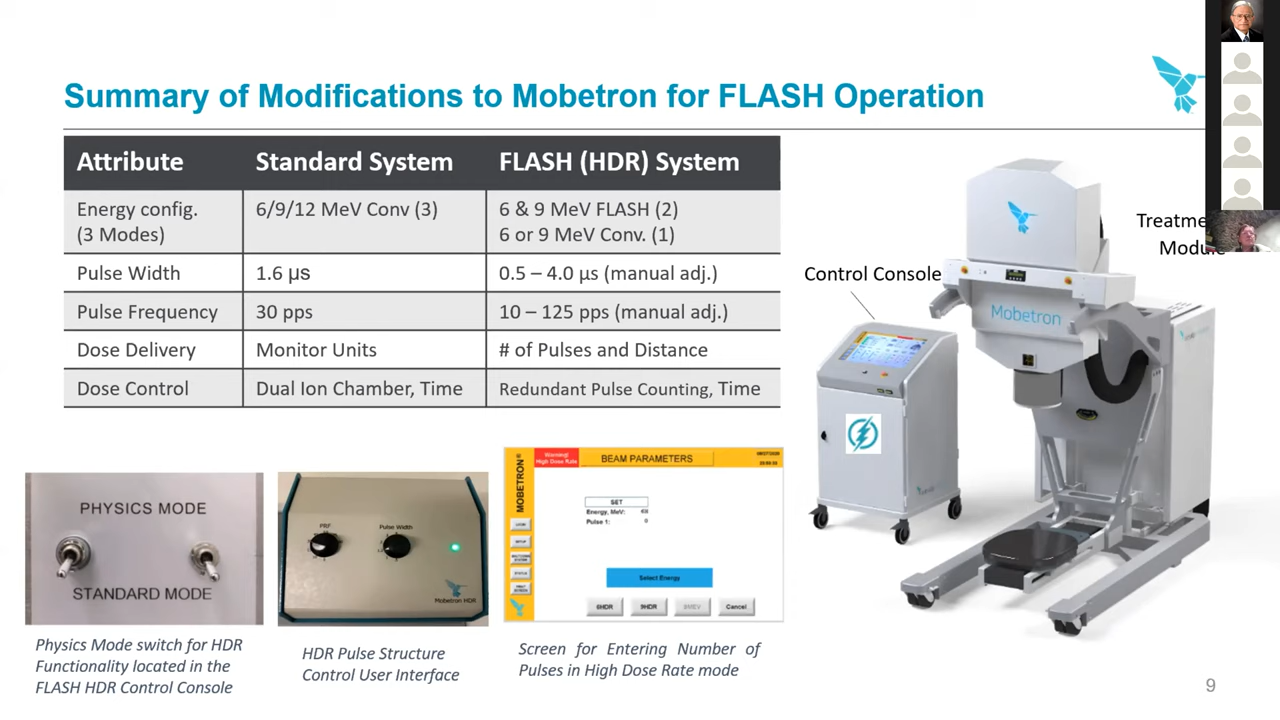 Summary of Modifications to Mobetron for FLASH Operation
Attribute Standard System FLASH (HDR) System
Energy config. 6/9/12 MeV Conv (3) 6 & 9 MeV FLASH (2)
(3 Modes) 6 or 9 MeV Conv. (1)
Pulse Width 1.6 µs 0.5 – 4.0 µs (manual adj.)
Pulse Frequency 30 pps 10 – 125 pps (manual adj.)
Dose Delivery Monitor Units # of Pulses and Distance
Dose Control Dual Ion Chamber, Time Redundant Pulse Counting, Time
Control Console
Module
Mobetron
PHYSICS MODE
STANDARD MODE
PRF Pulse Width
Mobetron HDR
MOBETRON®
Warning!
High Dose Rate
BEAM PARAMETERS
SET
Energy, MeV:
Pulse 1: 0
Select Energy
6HDR 9HDR Cancel
Physics Mode switch for HDR
Functionality located in the
FLASH HDR Control Console
HDR Pulse Structure
Control User Interface
Screen for Entering Number of
Pulses in High Dose Rate mode
9